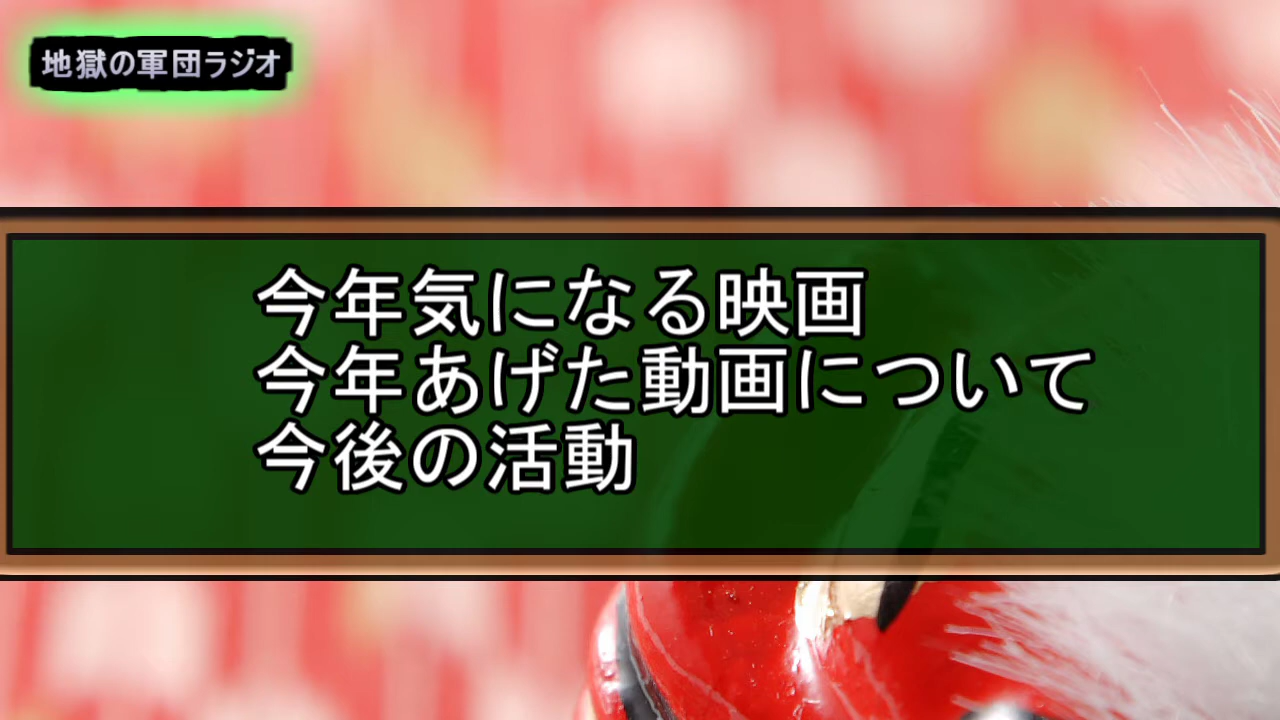 地獄の軍団ラジオ
今年気になる映画
今年あげた動画について
今後の活動